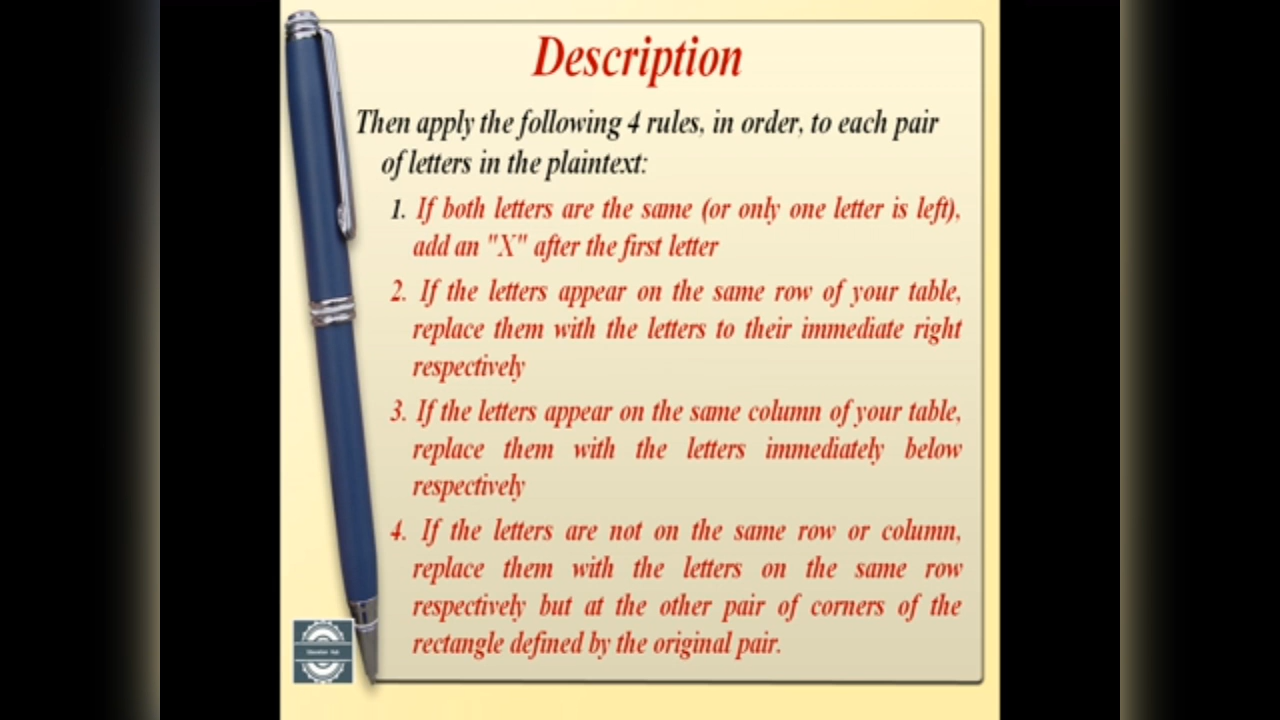 Description
Then apply the following 4 rules, in order, to each pair
of letters in the plaintext:
1. If both letters are the same (or only one letter is left),
add an "X" after the first letter
2. If the letters appear on the same row of your table,
replace them with the letters to their immediate right
respectively
3. If the letters appear on the same column of your table,
replace them with the letters immediately below
respectively
4. If the letters are not on the same row or column,
replace them with the letters on the same row
respectively but at the other pair of corners of the
rectangle defined by the original pair.
Education Hub